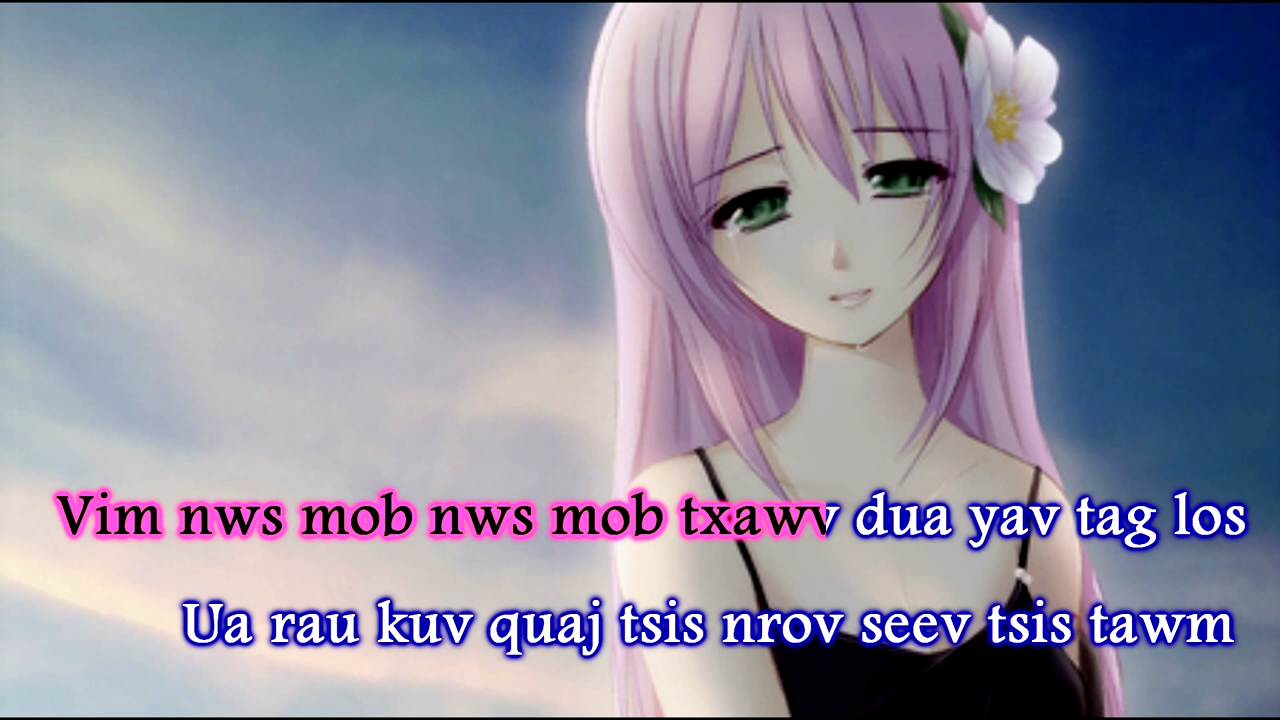 Vim nws mob nws mob txawv dua yav tag los
Ua rau kuv quaj tsis nrov seev tsis tawm